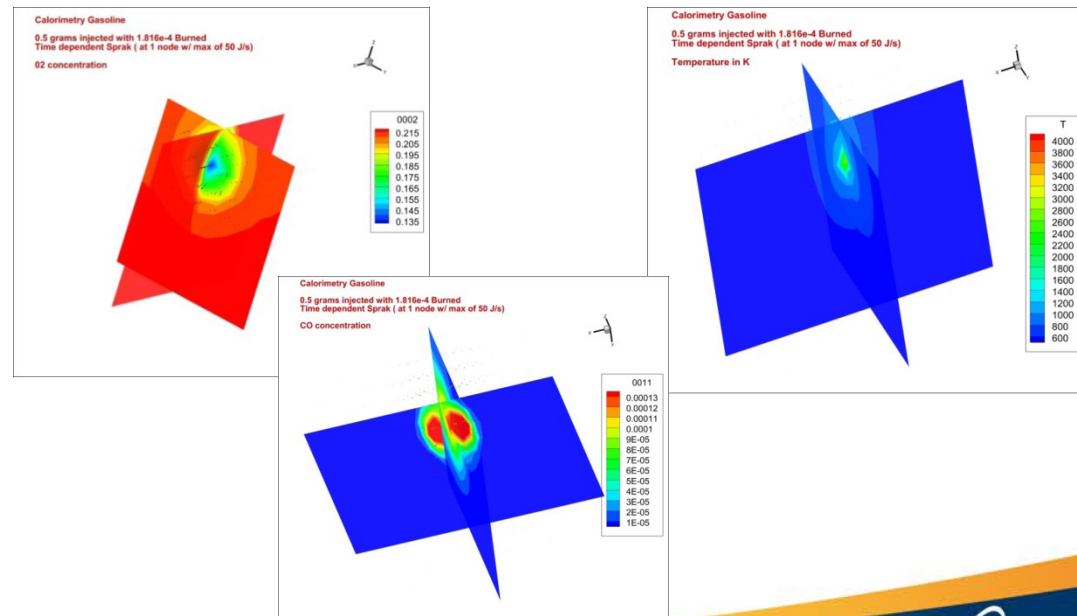 Calorimetry Gasoline
0.5 grams injected with 1.816e-4 Burned
Time dependent Sprak ( at 1 node w/ max of 50 J/s)
02 concentration
Z
X
Y
0002
0.215
0.205
0.195
0.185
0.175
0.165
0.155
0.145
0.135
Calorimetry Gasoline
0.5 grams injected with 1.816e-4 Burned
Time dependent Sprak ( at 1 node w/ max of 50 J/s)
Temperature in K
Z
X
Y
T
4000
3800
3600
3400
3200
3000
2800
2600
2400
2200
2000
1800
1600
1400
1200
1000
800
600
Calorimetry Gasoline
0.5 grams injected with 1.816e-4 Burned
Time dependent Sprak ( at 1 node w/ max of 50 J/s)
CO concentration
Z
X
Y
0011
0.00013
0.00012
0.00011
0.0001
9E-05
8E-05
7E-05
6E-05
5E-05
4E-05
3E-05
2E-05
1E-05